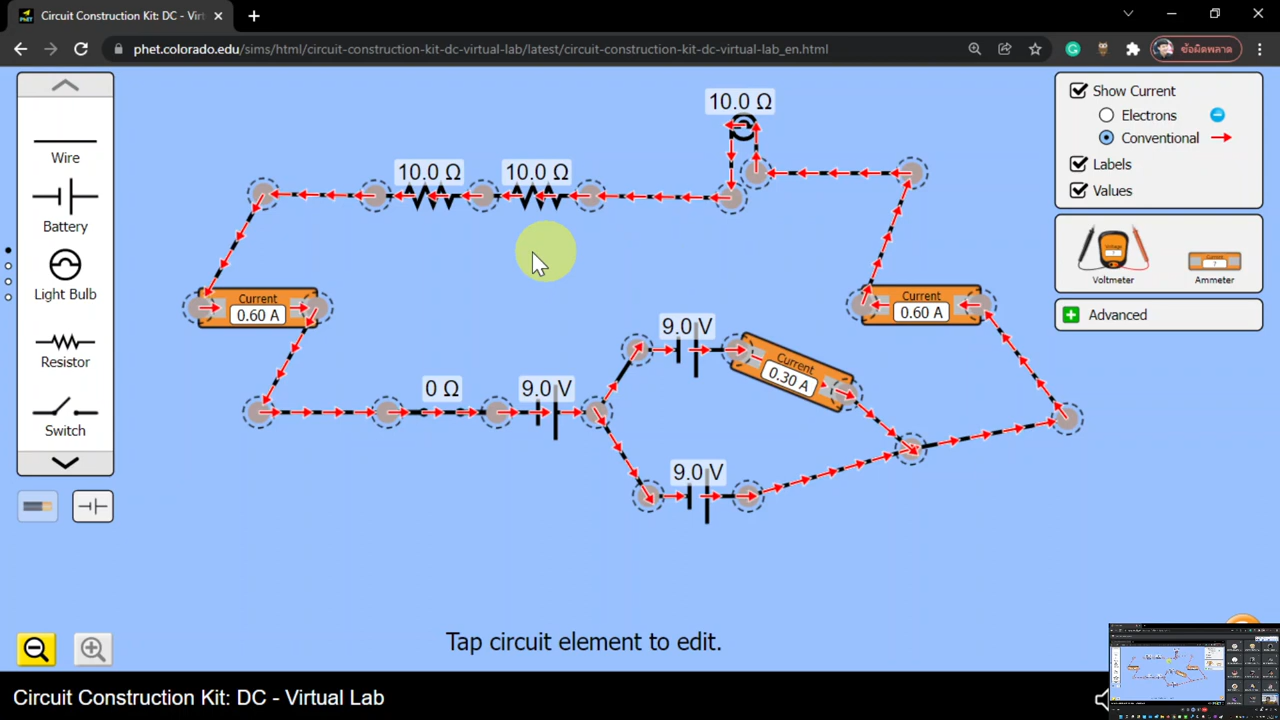 Circuit Construction Kit: DC - Virt
phet.colorado.edu/sims/html/circuit-construction-kit-dc-virtual-lab/latest/circuit-construction-kit-dc-virtual-lab_en.html
ข้อผิดพลาด
Wire
Battery
Light Bulb
Resistor
Switch
10.0 Ω
10.0 Ω
10.0 Ω
Current
0.60 A
Current
0.60 A
9.0 V
Current
0.30 A
0 Ω
9.0 V
9.0 V
Show Current
Electrons
Conventional
Labels
Values
Voltmeter
Current
?
Ammeter
Advanced
Tap circuit element to edit.
Circuit Construction Kit: DC - Virtual Lab